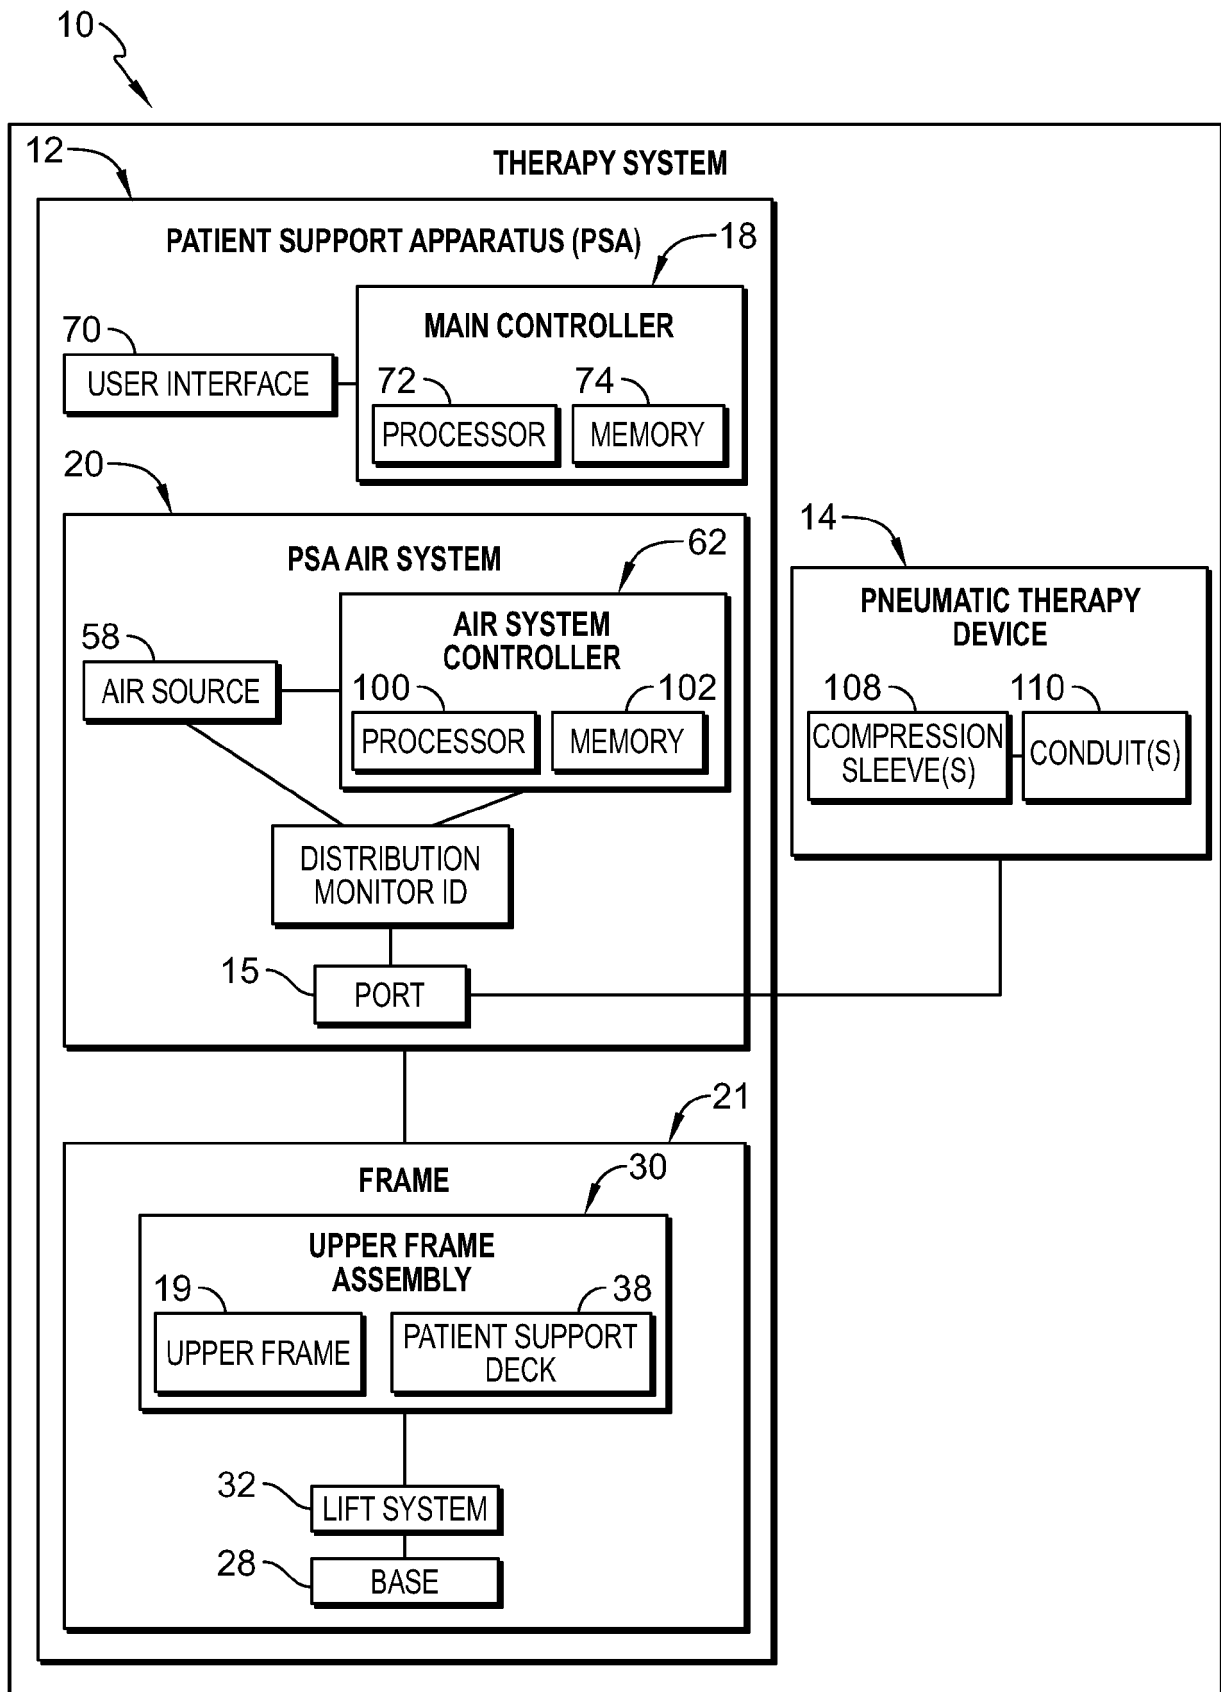 10
THERAPY SYSTEM
12
PATIENT SUPPORT APPARATUS (PSA)
18
MAIN CONTROLLER
70
USER INTERFACE
72
74
PROCESSOR
MEMORY
20
PSA AIR SYSTEM
62
14
PNEUMATIC THERAPY
DEVICE
AIR SYSTEM
CONTROLLER
58
AIR SOURCE
100
102
PROCESSOR
MEMORY
108
110
COMPRESSION
SLEEVE(S)
CONDUIT(S)
DISTRIBUTION
MONITOR ID
15
PORT
21
FRAME
30
UPPER FRAME
ASSEMBLY
19
38
UPPER FRAME
PATIENT SUPPORT
DECK
32
LIFT SYSTEM
28
BASE